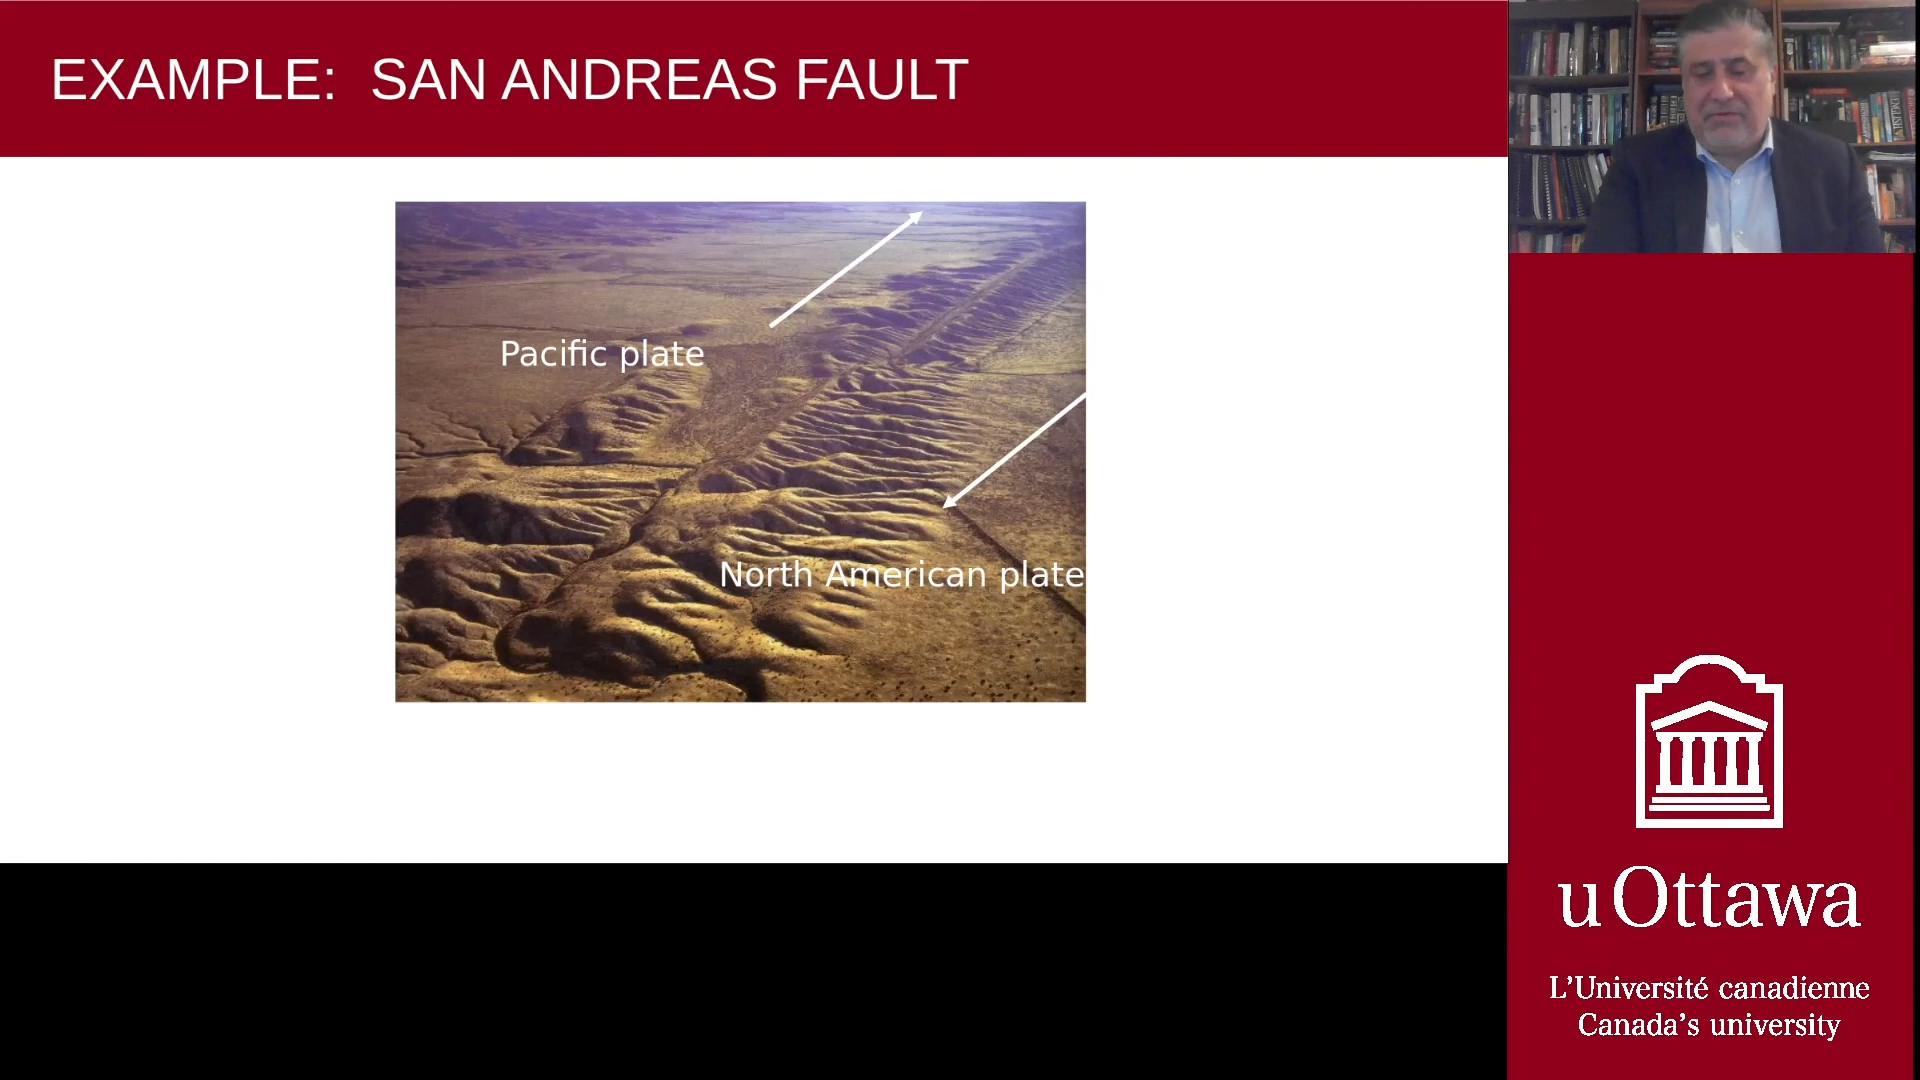 EXAMPLE: SAN ANDREAS FAULT
Pacific plate
North American plate
uOttawa
L'Université canadienne
Canada's university